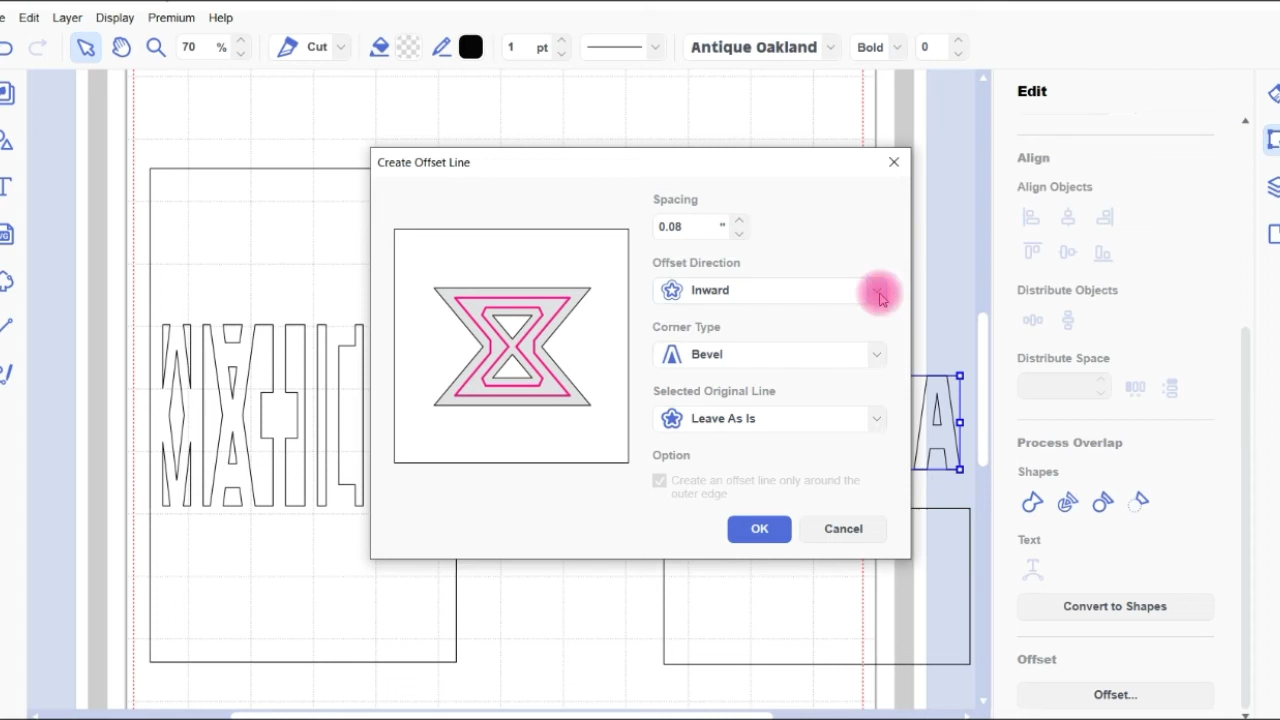 Edit Layer Display Premium Help
70 % Cut 1 pt Antique Oakland Bold 0
Edit
Create Offset Line
Align
Spacing
Align Objects
0.08 "
Offset Direction
Inward
Distribute Objects
Corner Type
Bevel
Distribute Space
Selected Original Line
Leave As Is
A
Process Overlap
Option
Shapes
Create an offset line only around the
outer edge
OK Cancel
Text
Convert to Shapes
Offset
Offset...